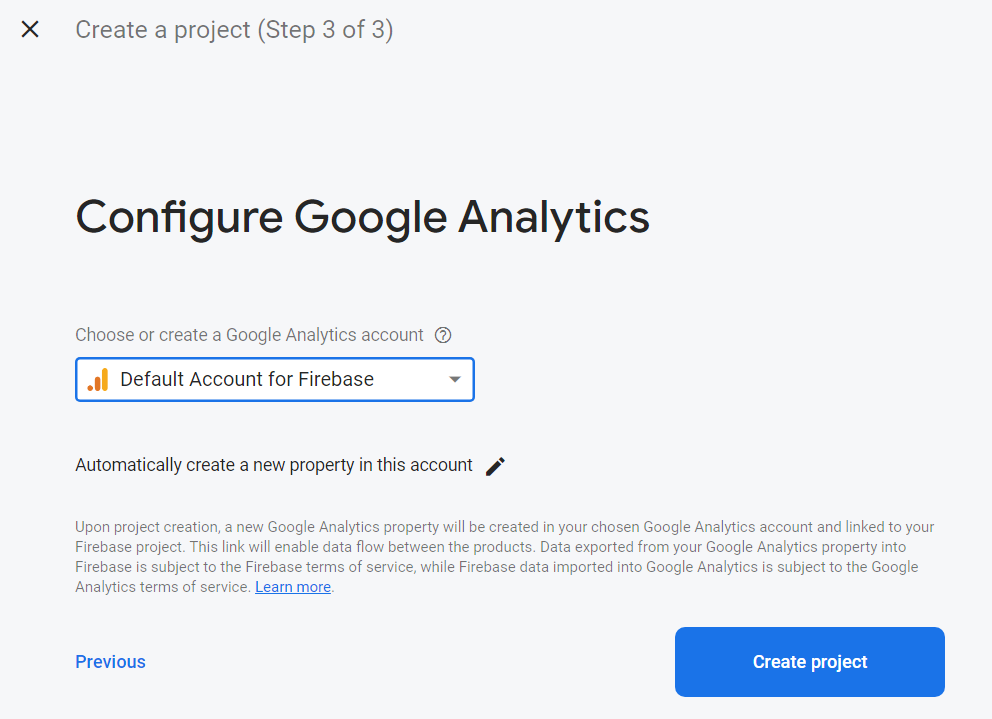 Create a project (Step 3 of 3)
Configure Google Analytics
Choose or create a Google Analytics account
Default Account for Firebase
Automatically create a new property in this account
Upon project creation, a new Google Analytics property will be created in your chosen Google Analytics account and linked to your
Firebase project. This link will enable data flow between the products. Data exported from your Google Analytics property into
Firebase is subject to the Firebase terms of service, while Firebase data imported into Google Analytics is subject to the Google
Analytics terms of service. Learn more.
Previous
Create project